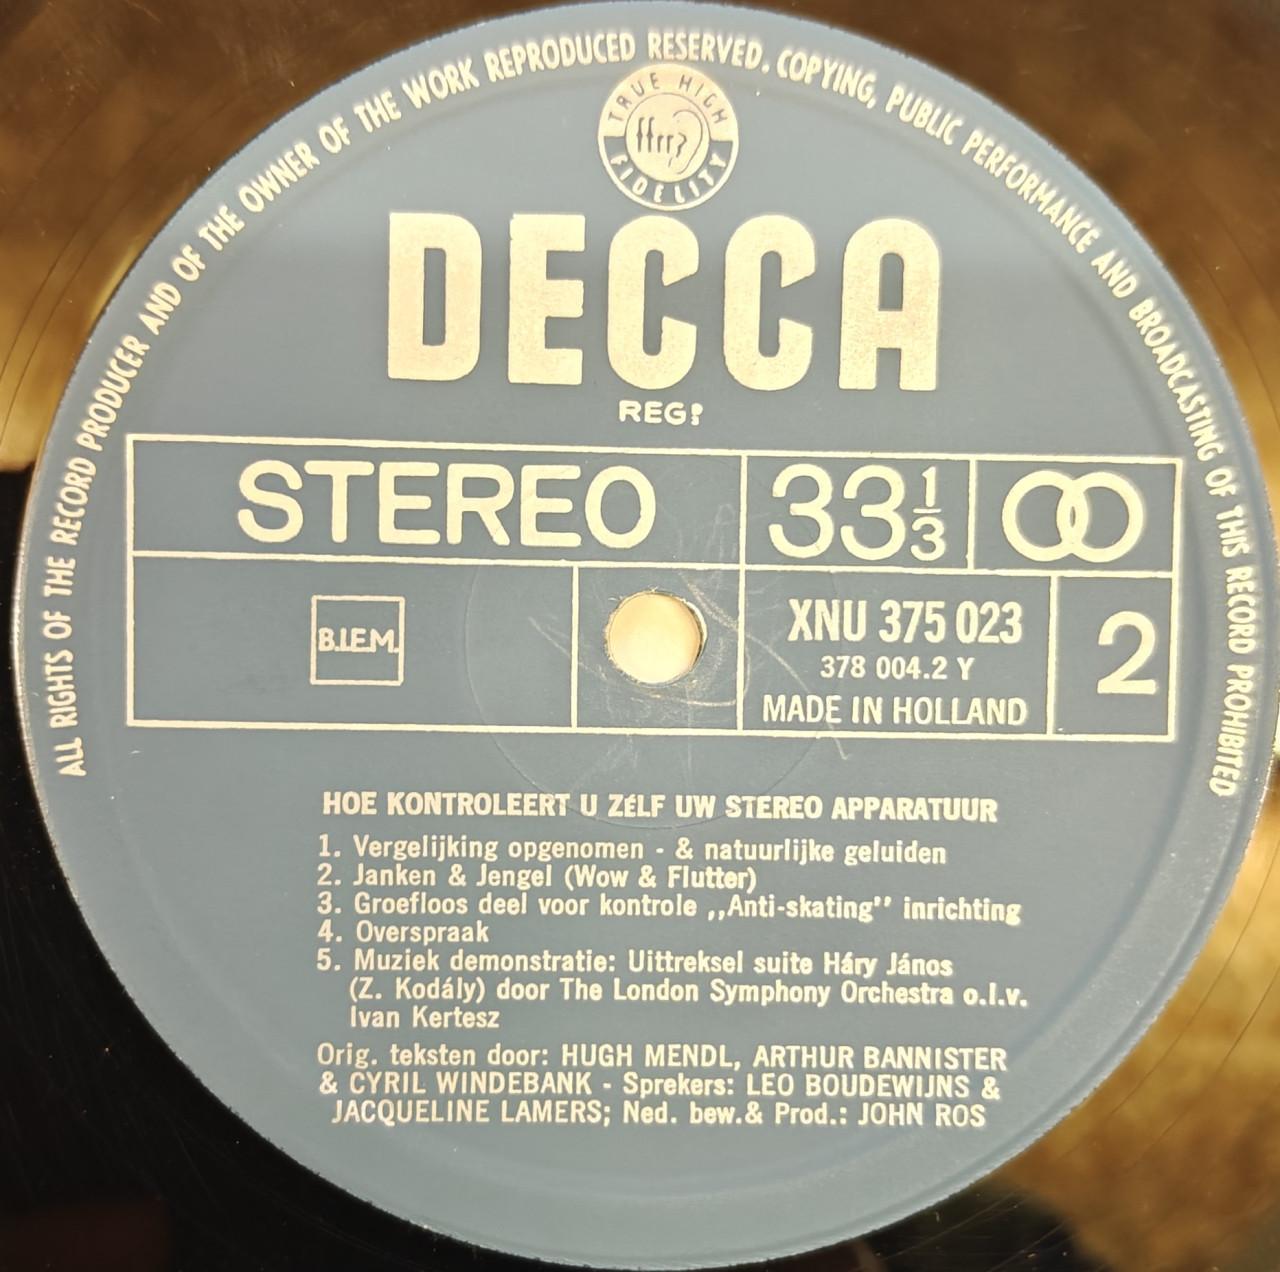 ALL RIGHTS OF THE RECORD PRODUCER AND OF THE OWNER OF THE WORK REPRODUCED RESERVED. COPYING, PUBLIC PERFORMANCE AND BROADCASTING OF THIS RECORD PROHIBITED
TRUE HIGH
ffrr
FIDELITY
DECCA
REGD
STEREO 33 1/3
B.I.E.M.
XNU 375 023
378 004.2 Y
MADE IN HOLLAND
2
HOE KONTROLEERT U ZÉLF UW STEREO APPARATUUR
1. Vergelijking opgenomen - & natuurlijke geluiden
2. Janken & Jengel (Wow & Flutter)
3. Groefloos deel voor kontrole ,,Anti-skating'' inrichting
4. Overspraak
5. Muziek demonstratie: Uittreksel suite Háry János
(Z. Kodály) door The London Symphony Orchestra o.l.v.
Ivan Kertesz
Orig. teksten door: HUGH MENDL, ARTHUR BANNISTER
& CYRIL WINDEBANK - Sprekers: LEO BOUDEWIJNS &
JACQUELINE LAMERS; Ned. bew.& Prod.: JOHN ROS